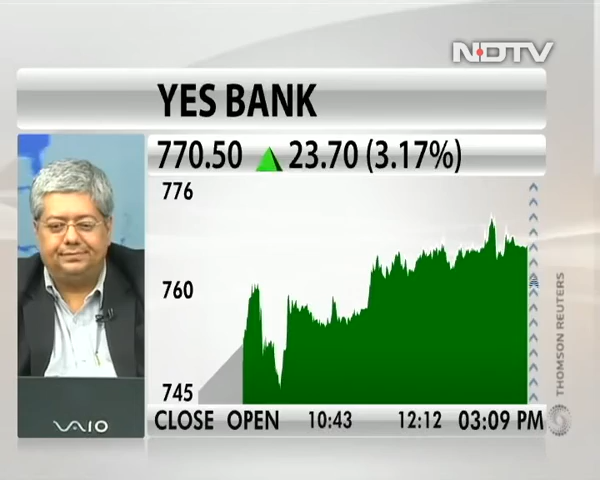 NDTV
YES BANK
770.50 23.70 (3.17%)
776
760
745
CLOSE OPEN 10:43 12:12 03:09 PM
THOMSON REUTERS
VAIO